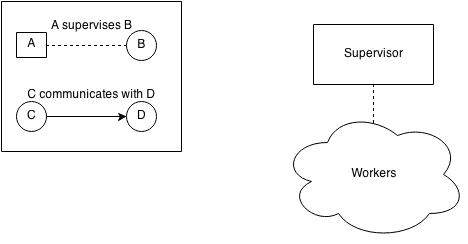 A supervises B
A
B
C communicates with D
C
D
Supervisor
Workers